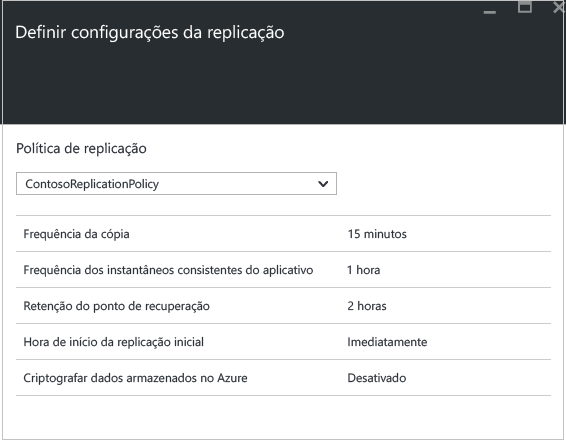 Definir configurações da replicação
Política de replicação
ContosoReplicationPolicy
Frequência da cópia 15 minutos
Frequência dos instantâneos consistentes do aplicativo 1 hora
Retenção do ponto de recuperação 2 horas
Hora de início da replicação inicial Imediatamente
Criptografar dados armazenados no Azure Desativado